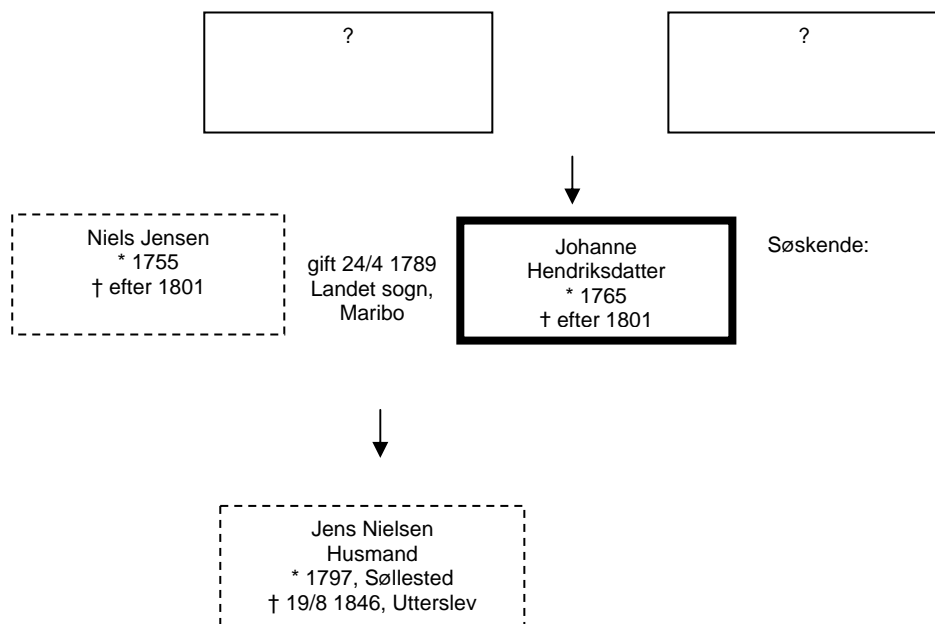 ?
?
Niels Jensen
* 1755
† efter 1801
gift 24/4 1789
Landet sogn,
Maribo
Johanne
Hendriksdatter
* 1765
† efter 1801
Søskende:
Jens Nielsen
Husmand
* 1797, Søllested
† 19/8 1846, Utterslev